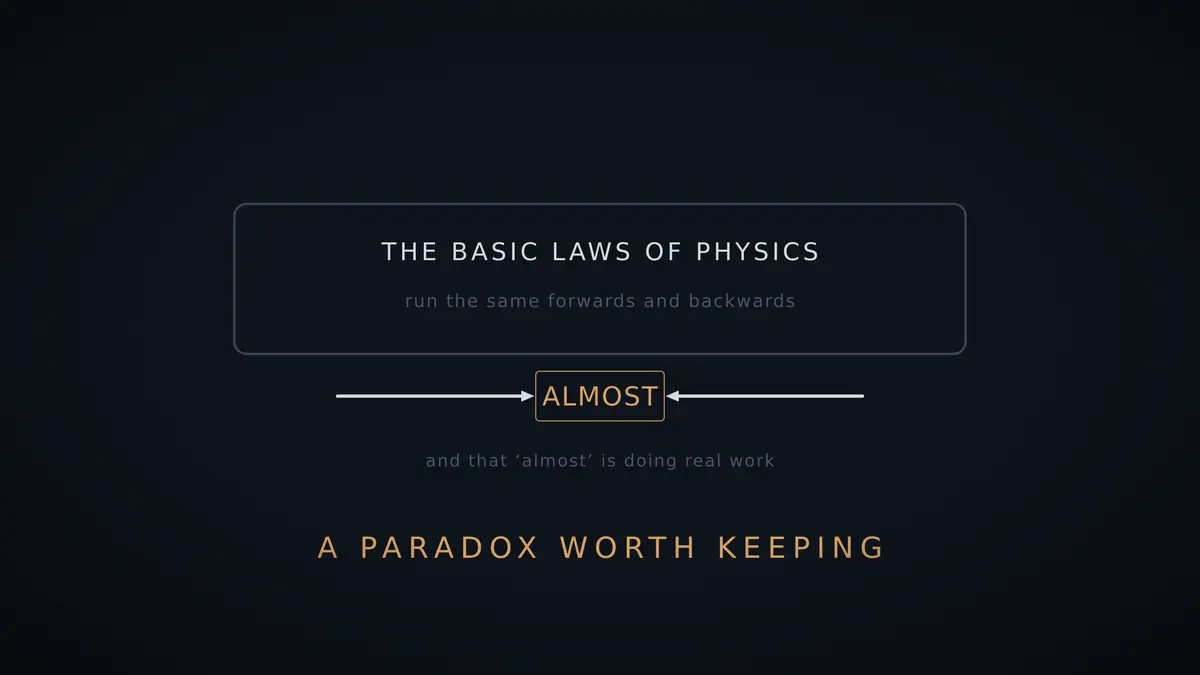 THE BASIC LAWS OF PHYSICS
run the same forwards and backwards
ALMOST
and that ‘almost’ is doing real work
A PARADOX WORTH KEEPING